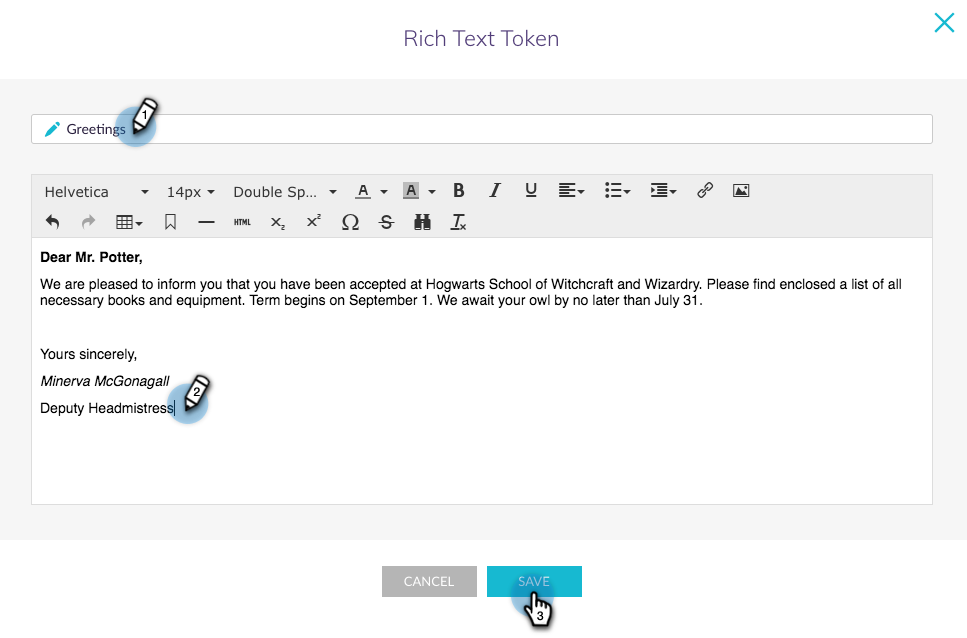 Rich Text Token
Greetings
1
Helvetica 14px Double Sp... A A B I U
HTML X₂ X² Ω S Tx
Dear Mr. Potter,
We are pleased to inform you that you have been accepted at Hogwarts School of Witchcraft and Wizardry. Please find enclosed a list of all
necessary books and equipment. Term begins on September 1. We await your owl by no later than July 31.
Yours sincerely,
Minerva McGonagall
Deputy Headmistress
2
CANCEL SAVE
3